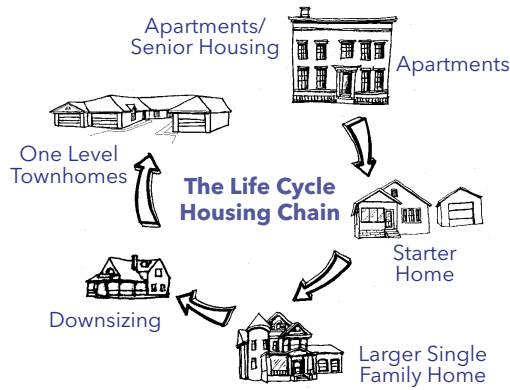 Apartments/
Senior Housing
Apartments
One Level
Townhomes
The Life Cycle
Housing Chain
Starter
Home
Downsizing
Larger Single
Family Home